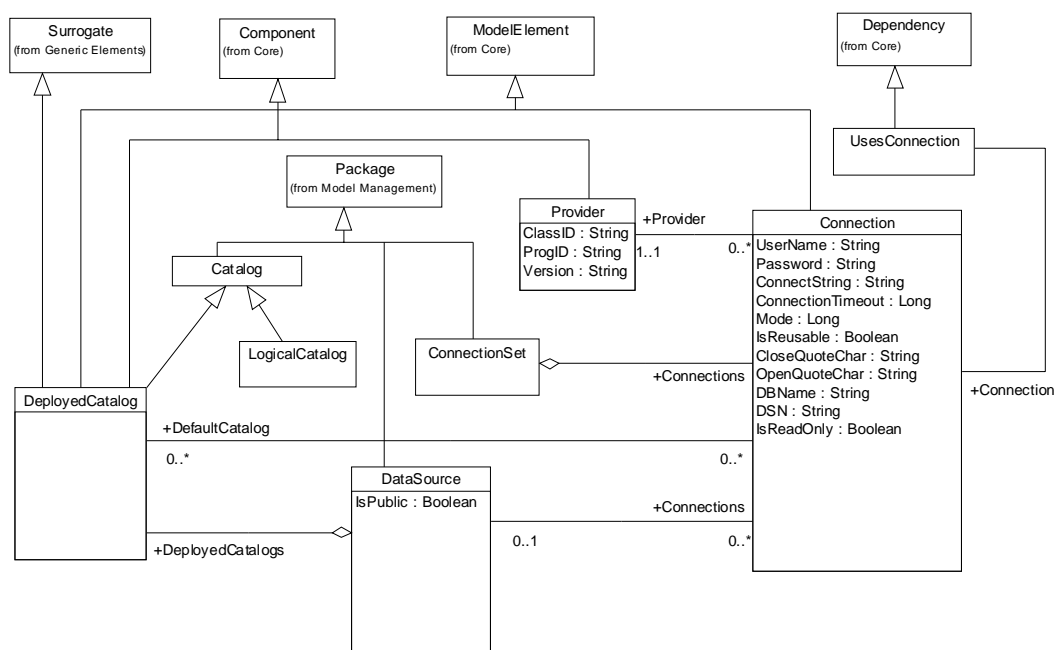 Surrogate
(from Generic Elements)
Component
(from Core)
ModelElement
(from Core)
Dependency
(from Core)
UsesConnection
Package
(from Model Management)
Provider
ClassID : String
ProgID : String
Version : String
+Provider
1..1
0..*
Connection
UserName : String
Password : String
ConnectString : String
ConnectionTimeout : Long
Mode : Long
IsReusable : Boolean
CloseQuoteChar : String
OpenQuoteChar : String
DBName : String
DSN : String
IsReadOnly : Boolean
Catalog
LogicalCatalog
ConnectionSet
+Connections
+Connection
DeployedCatalog
+DefaultCatalog
0..*
0..*
DataSource
IsPublic : Boolean
+Connections
0..1
0..*
+DeployedCatalogs